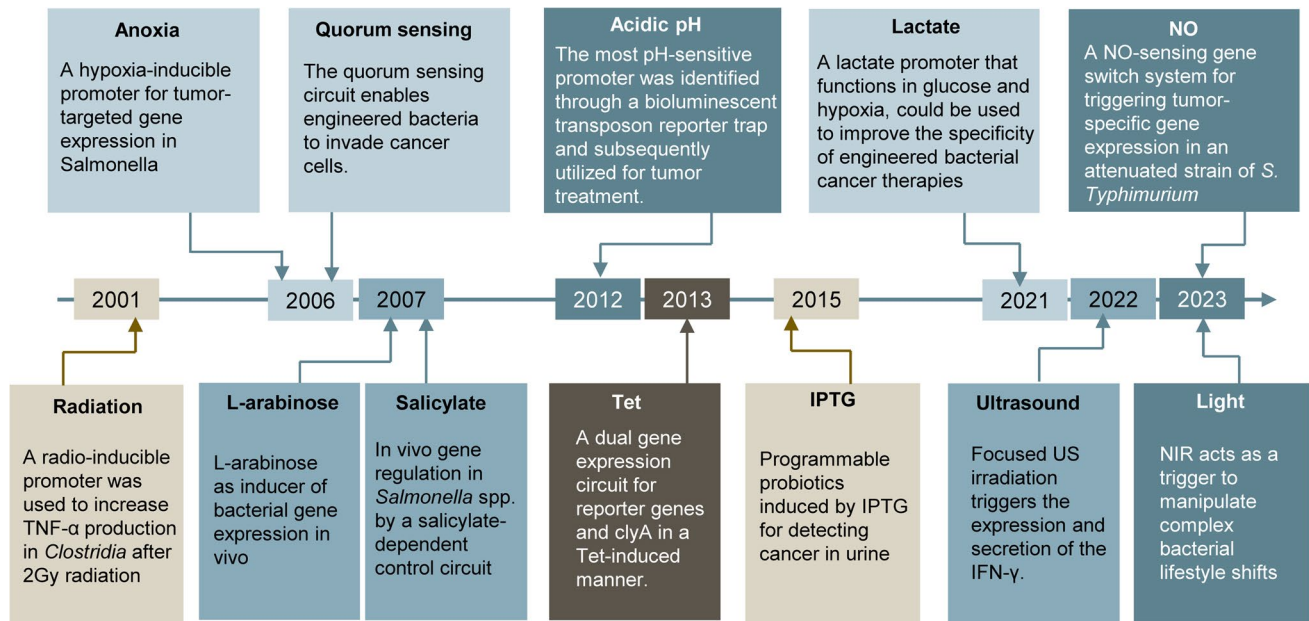 Anoxia
A hypoxia-inducible
promoter for tumor-
targeted gene
expression in
Salmonella
Quorum sensing
The quorum sensing
circuit enables
engineered bacteria
to invade cancer
cells.
Acidic pH
The most pH-sensitive
promoter was identified
through a bioluminescent
transposon reporter trap
and subsequently
utilized for tumor
treatment.
Lactate
A lactate promoter that
functions in glucose and
hypoxia, could be used
to improve the specificity
of engineered bacterial
cancer therapies
NO
A NO-sensing gene
switch system for
triggering tumor-
specific gene
expression in an
attenuated strain of S.
Typhimurium
2001
2006
2007
2012
2013
2015
2021
2022
2023
Radiation
A radio-inducible
promoter was
used to increase
TNF-α production
in Clostridia after
2Gy radiation
L-arabinose
L-arabinose
as inducer of
bacterial gene
expression in
vivo
Salicylate
In vivo gene
regulation in
Salmonella spp.
by a salicylate-
dependent
control circuit
Tet
A dual gene
expression
circuit for
reporter genes
and clyA in a
Tet-induced
manner.
IPTG
Programmable
probiotics
induced by IPTG
for detecting
cancer in urine
Ultrasound
Focused US
irradiation
triggers the
expression and
secretion of the
IFN-γ.
Light
NIR acts as a
trigger to
manipulate
complex
bacterial
lifestyle shifts